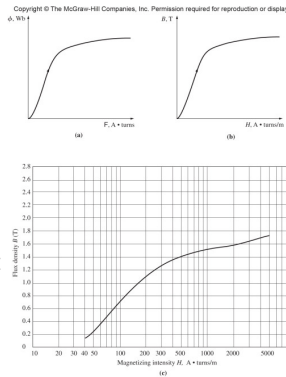 Copyright © The McGraw-Hill Companies, Inc. Permission required for reproduction or display
ϕ, Wb
F, A • turns
(a)
B, T
H, A • turns/m
(b)
2.8
2.6
2.4
2.2
2.0
1.8
1.6
1.4
1.2
1.0
0.8
0.6
0.4
0.2
0
Flux density B (T)
10 20 30 40 50 100 200 300 500 1000 2000 5000
Magnetizing intensity H, A • turns/m
(c)